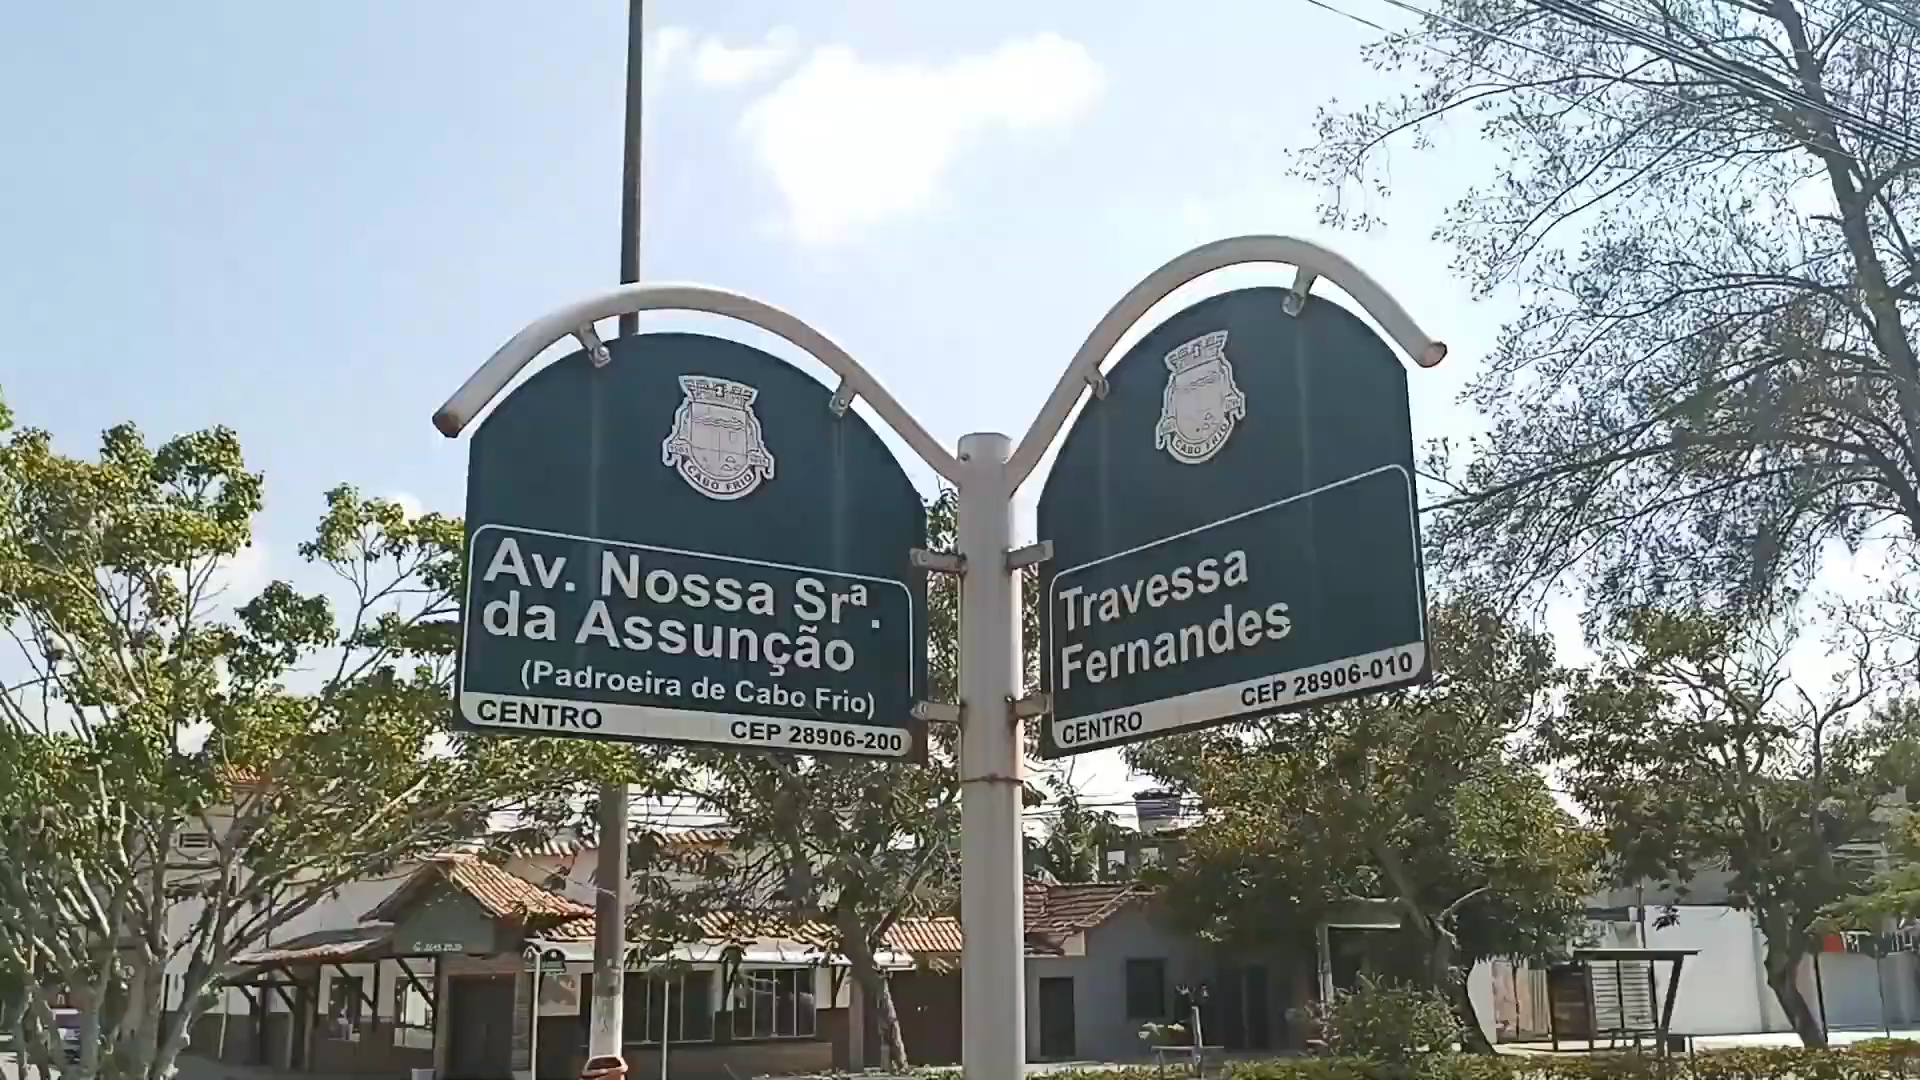 CABO FRIO
Av. Nossa Srª.
da Assunção
(Padroeira de Cabo Frio)
CENTRO
CEP 28906-200
CABO FRIO
Travessa
Fernandes
CENTRO
CEP 28906-010